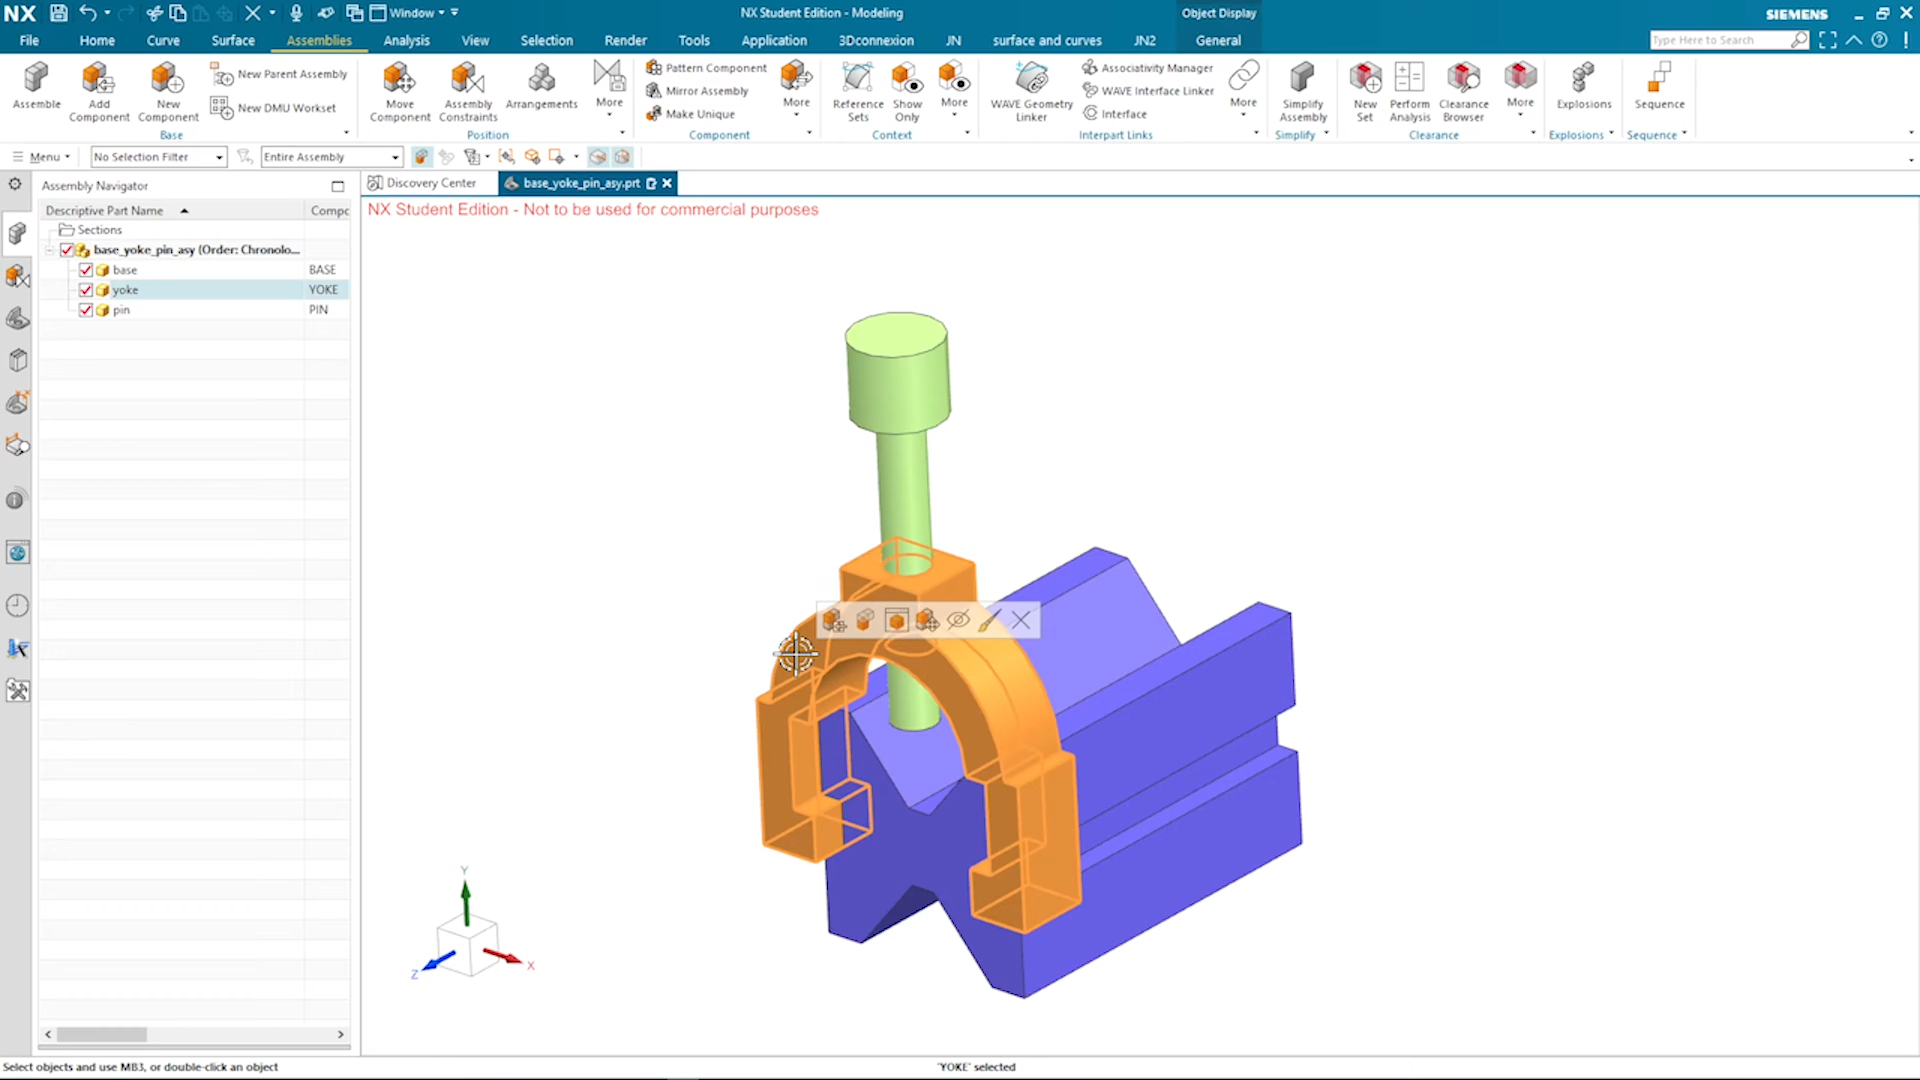 NX
Window
NX Student Edition - Modeling
Object Display
SIEMENS
File
Home
Curve
Surface
Assemblies
Analysis
View
Selection
Render
Tools
Application
3Dconnexion
JN
surface and curves
JN2
General
Type Here to Search
Assemble
Add Component
New Component
New Parent Assembly
New DMU Workset
Base
Move Component
Assembly Constraints
Arrangements
More
Position
Pattern Component
Mirror Assembly
Make Unique
More
Component
Reference Sets
Show Only
More
Context
WAVE Geometry Linker
Associativity Manager
WAVE Interface Linker
Interface
More
Interpart Links
Simplify Assembly
Simplify
New Set
Perform Analysis
Clearance Browser
More
Clearance
Explosions
Explosions
Sequence
Sequence
Menu
No Selection Filter
Entire Assembly
Assembly Navigator
Discovery Center
base_yoke_pin_asy.prt
Descriptive Part Name
Compc
NX Student Edition - Not to be used for commercial purposes
Sections
base_yoke_pin_asy (Order: Chronolo...
base
BASE
yoke
YOKE
pin
PIN
Y
Z
X
Select objects and use MB3, or double-click an object
'YOKE' selected